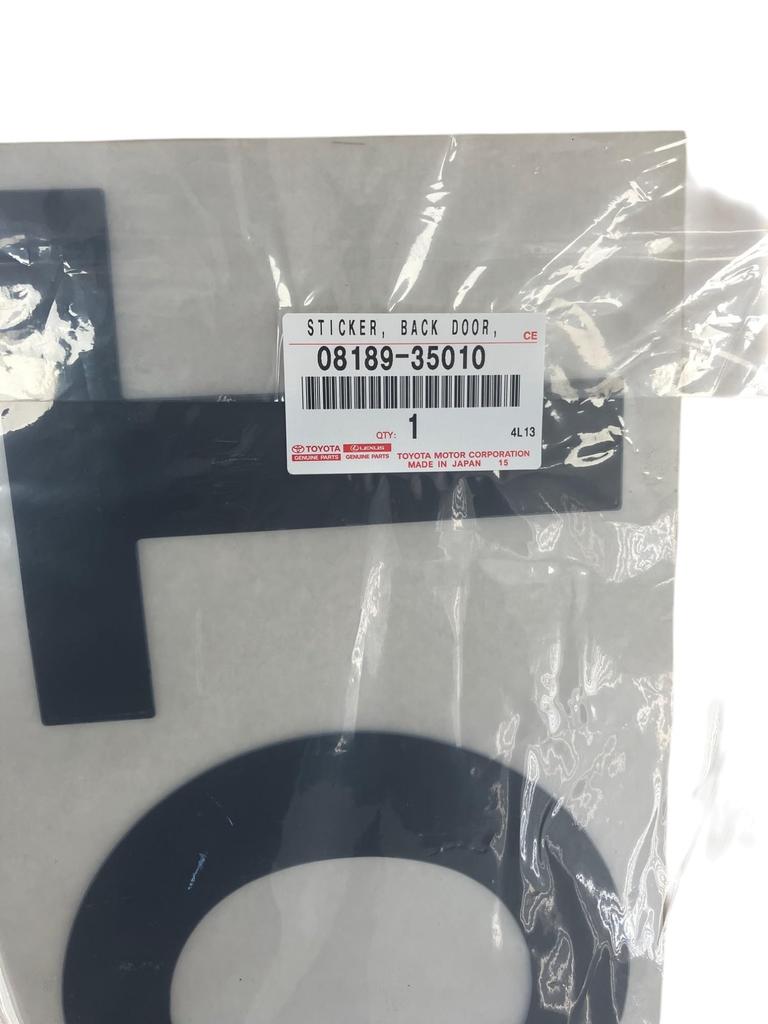 STICKER, BACK DOOR,
CE
08189-35010
QTY: 1
4L13
TOYOTA LEXUS
GENUINE PARTS GENUINE PARTS
TOYOTA MOTOR CORPORATION
MADE IN JAPAN 15
TO